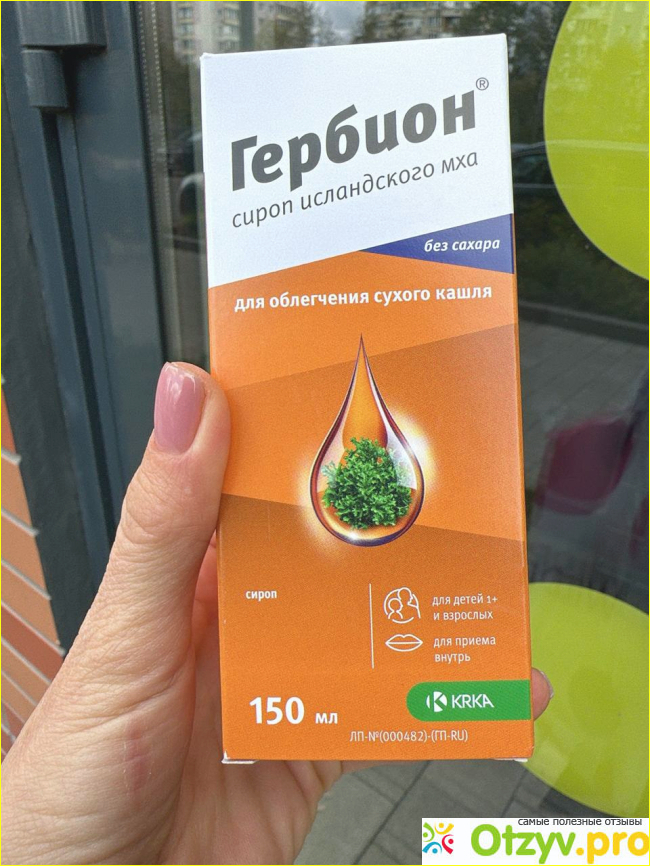 Гербион®
сироп исландского мха
без сахара
для облегчения сухого кашля
сироп
для детей 1+
и взрослых
для приема
внутрь
150 мл
KRKA
ЛП-№(000482)-(ГП-RU)
самые полезные отзывы
Otzyv.pro